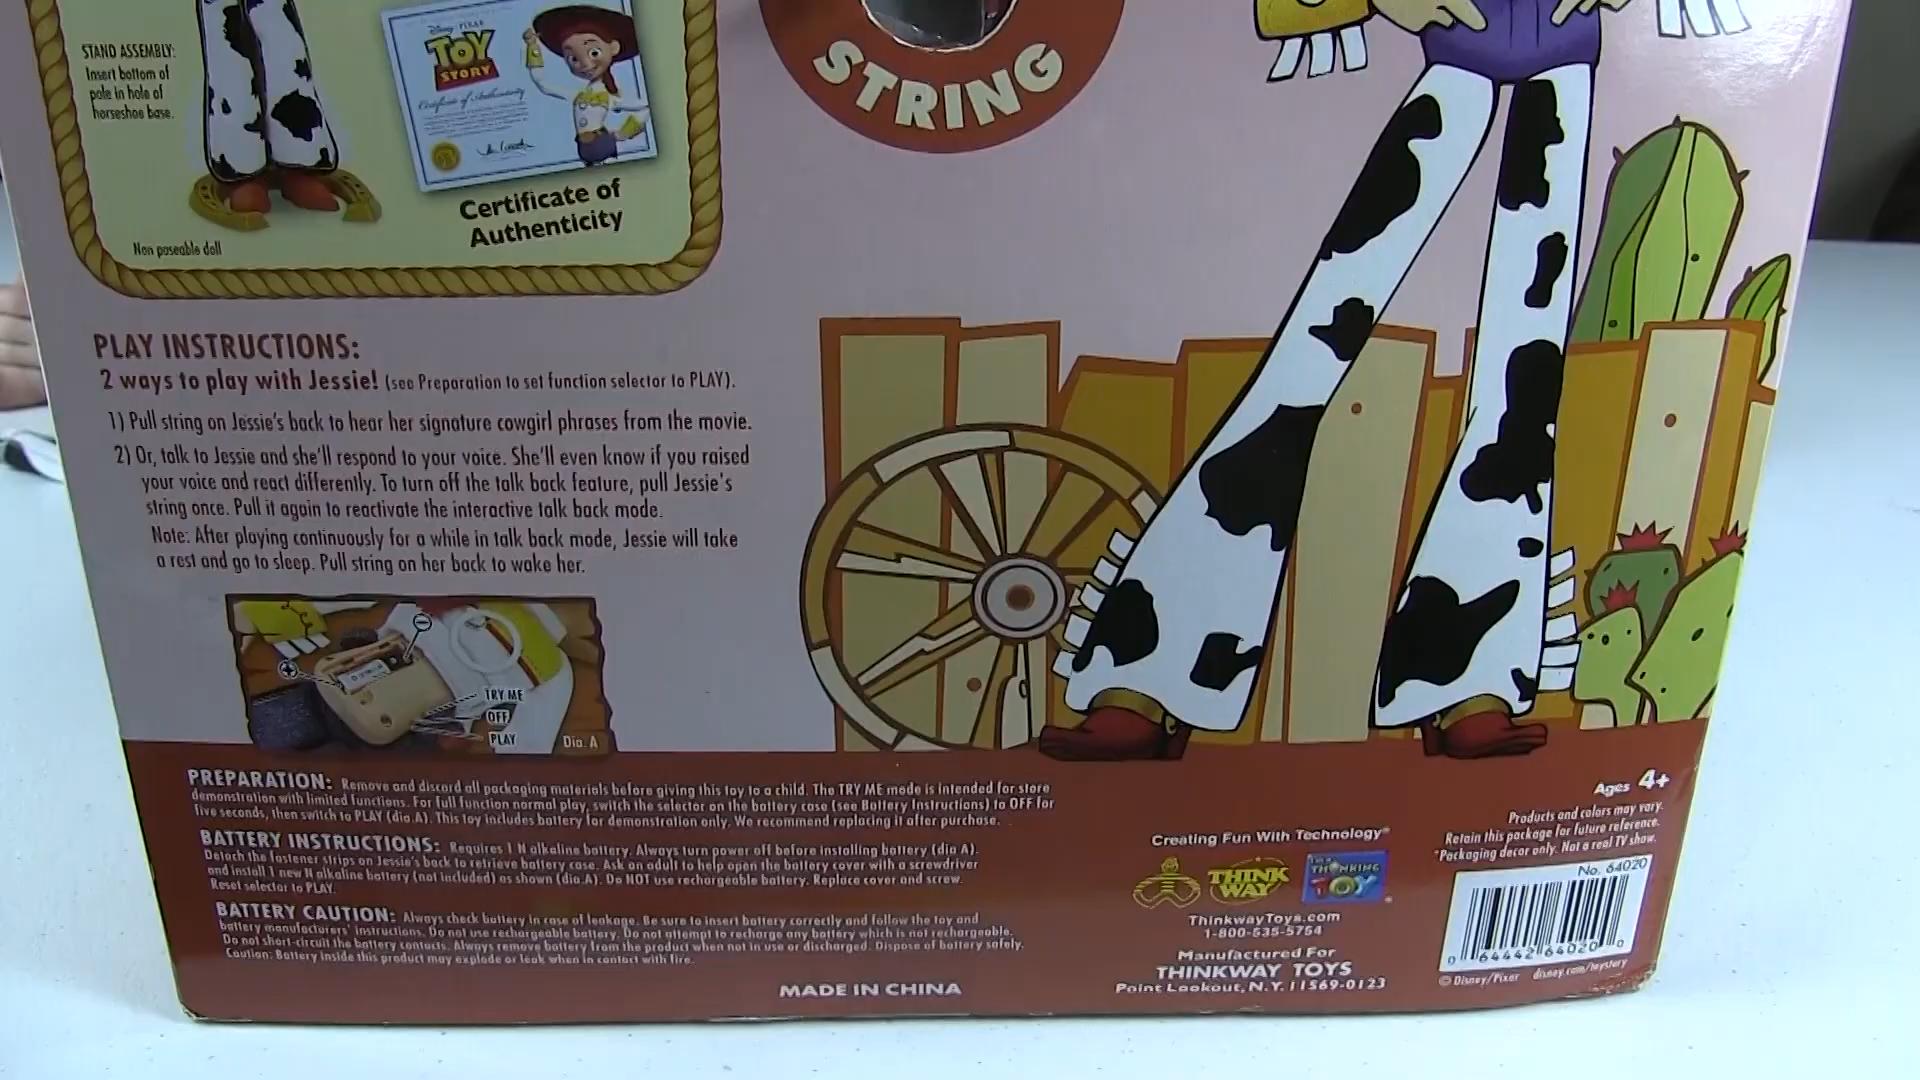 STAND ASSEMBLY:
Insert bottom of
pole in hole of
horseshoe base.
Non poseable doll
Disney · PIXAR
TOY
STORY
Certificate of Authenticity
Certificate of
Authenticity
STRING
PLAY INSTRUCTIONS:
2 ways to play with Jessie! (see Preparation to set function selector to PLAY).
1) Pull string on Jessie's back to hear her signature cowgirl phrases from the movie.
2) Or, talk to Jessie and she'll respond to your voice. She'll even know if you raised
your voice and react differently. To turn off the talk back feature, pull Jessie's
string once. Pull it again to reactivate the interactive talk back mode.
Note: After playing continuously for a while in talk back mode, Jessie will take
a rest and go to sleep. Pull string on her back to wake her.
TRY ME
OFF
PLAY
Dia. A
PREPARATION: Remove and discard all packaging materials before giving this toy to a child. The TRY ME mode is intended for store
demonstration with limited functions. For full function normal play, switch the selector on the battery case (see Battery Instructions) to OFF for
five seconds, then switch to PLAY (dia.A). This toy includes battery for demonstration only. We recommend replacing it after purchase.
BATTERY INSTRUCTIONS: Requires 1 N alkaline battery. Always turn power off before installing battery (dia A).
Detach the fastener strips on Jessie's back to retrieve battery case. Ask an adult to help open the battery cover with a screwdriver
and install 1 new N alkaline battery (not included) as shown (dia.A). Do NOT use rechargeable battery. Replace cover and screw.
Reset selector to PLAY.
BATTERY CAUTION: Always check battery in case of leakage. Be sure to insert battery correctly and follow the toy and
battery manufacturers' instructions. Do not use rechargeable battery. Do not attempt to recharge any battery which is not rechargeable.
Do not short-circuit the battery contacts. Always remove battery from the product when not in use or discharged. Dispose of battery safely.
Caution: Battery inside this product may explode or leak when in contact with fire.
MADE IN CHINA
Creating Fun With Technology®
THINK
WAY
THINKING
TOY
ThinkwayToys.com
1-800-535-5754
Manufactured For
THINKWAY TOYS
Point Lookout, N.Y. 11569-0123
Ages 4+
Products and colors may vary.
Retain this package for future reference.
*Packaging decor only. Not a real TV show.
No. 64020
0 64442 64020 0
© Disney/Pixar disney.com/toystory